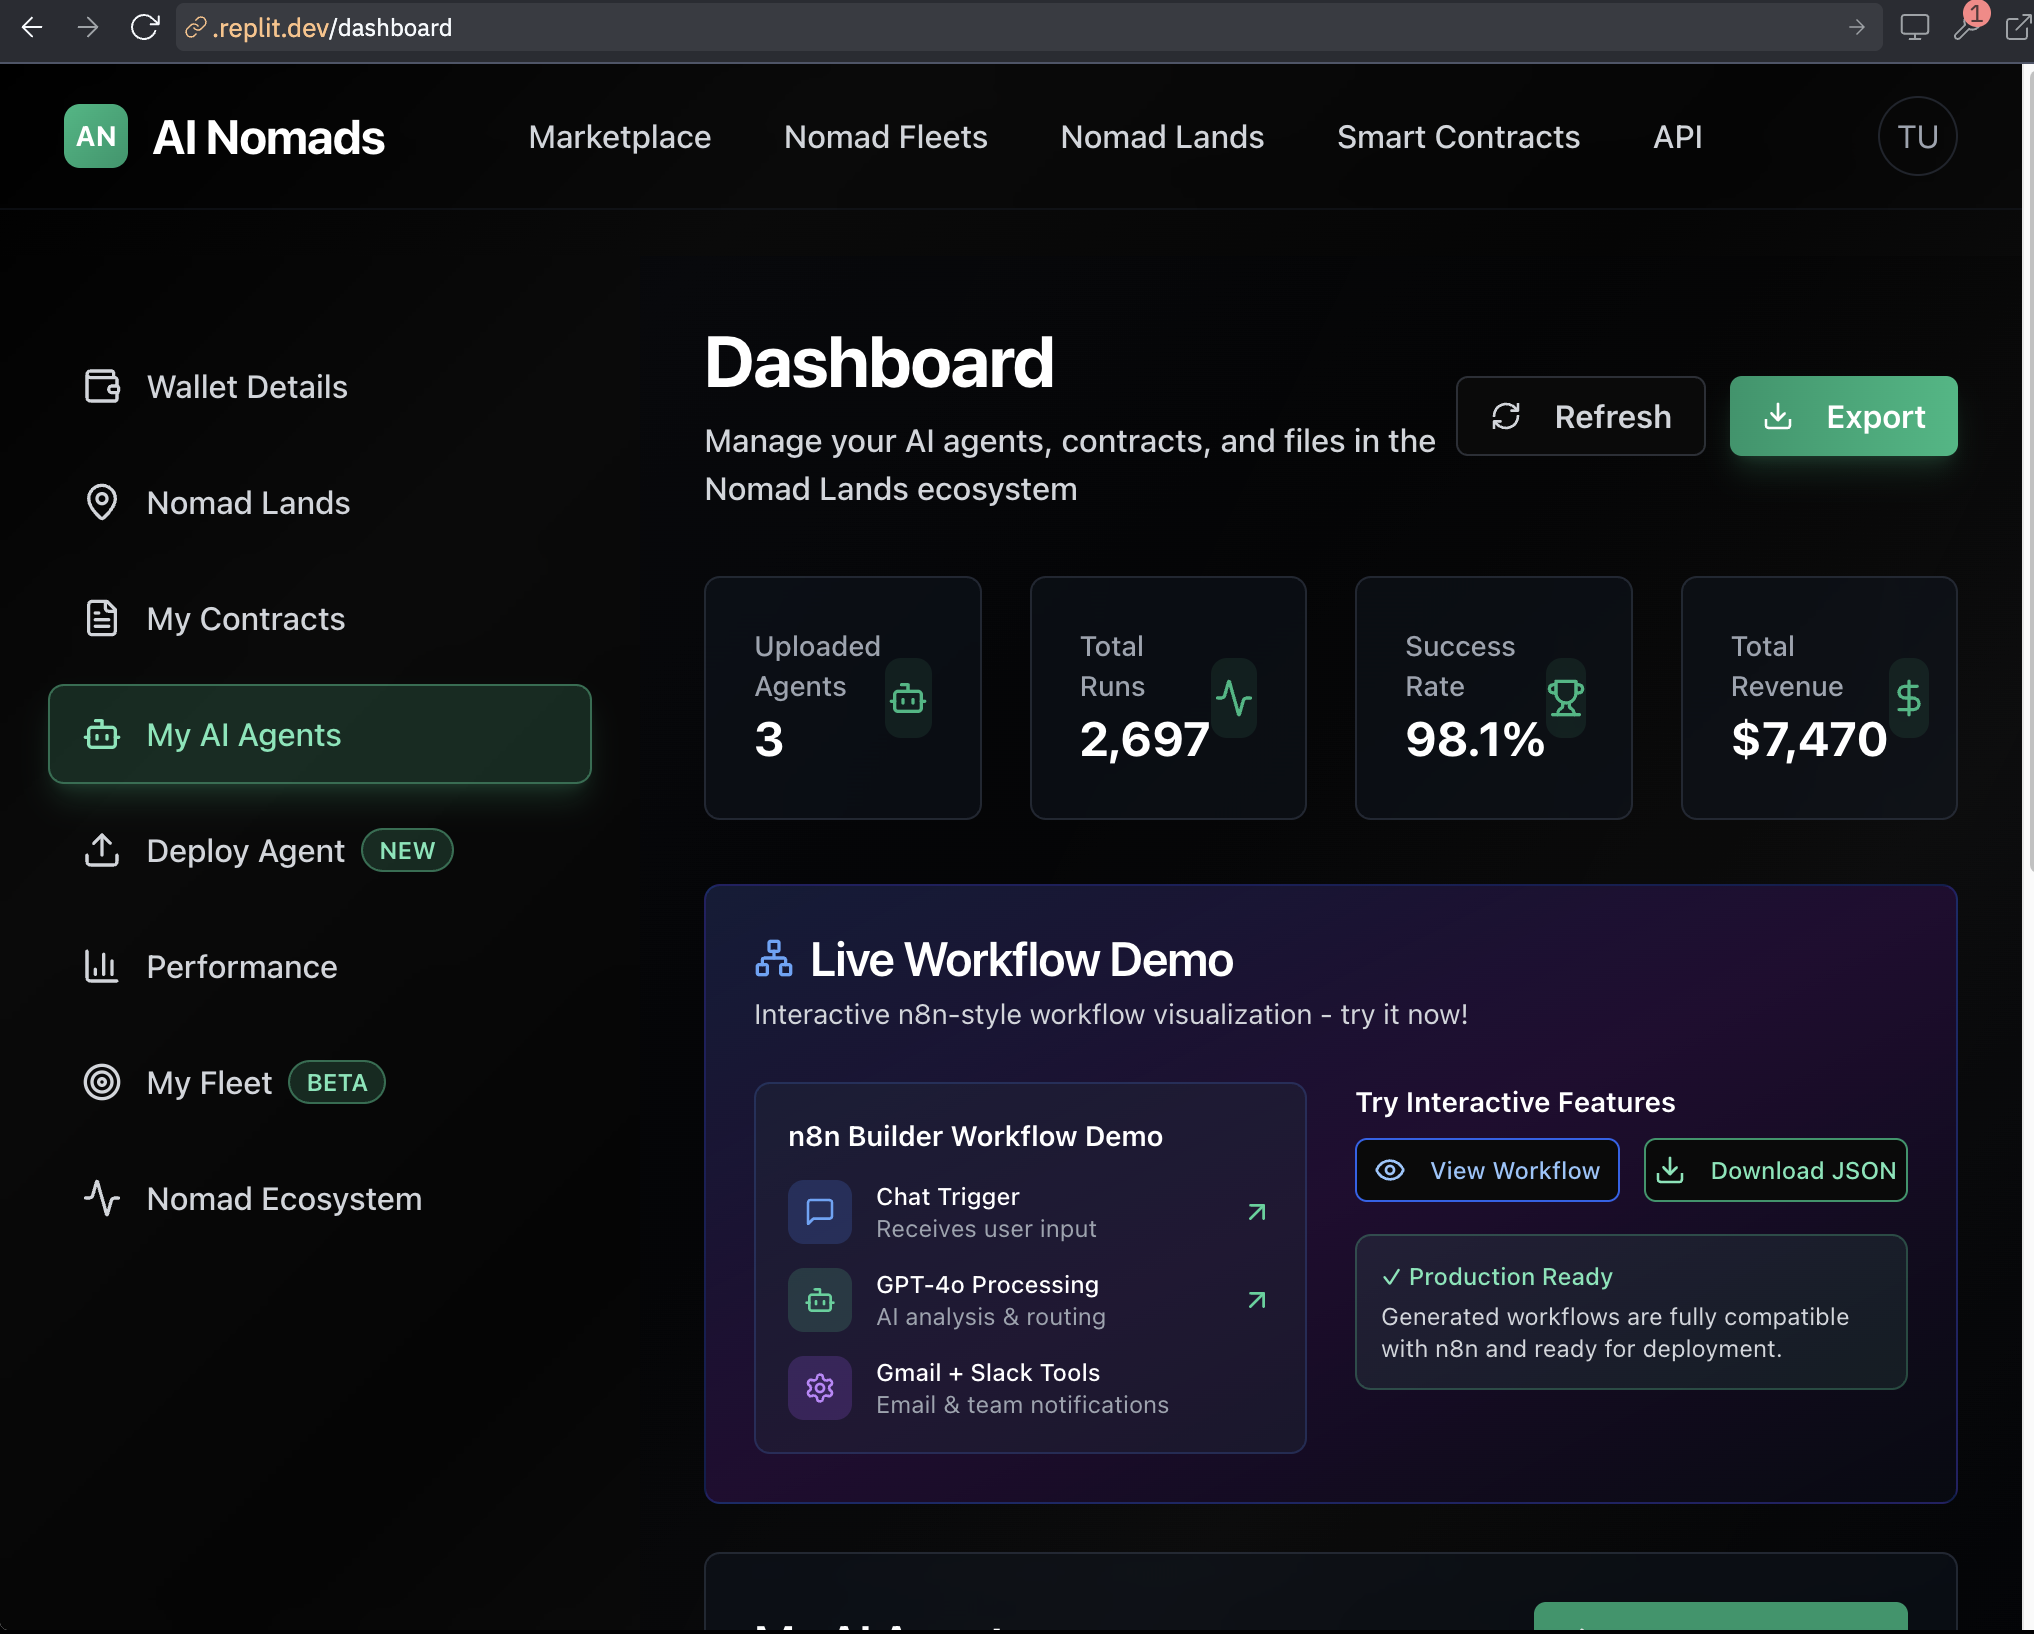 .replit.dev/dashboard
1
AN
AI Nomads
Marketplace
Nomad Fleets
Nomad Lands
Smart Contracts
API
TU
Wallet Details
Nomad Lands
My Contracts
My AI Agents
Deploy Agent NEW
Performance
My Fleet BETA
Nomad Ecosystem
Dashboard
Manage your AI agents, contracts, and files in the
Nomad Lands ecosystem
Refresh
Export
Uploaded
Agents
3
Total
Runs
2,697
Success
Rate
98.1%
Total
Revenue
$7,470
Live Workflow Demo
Interactive n8n-style workflow visualization - try it now!
n8n Builder Workflow Demo
Chat Trigger
Receives user input
GPT-4o Processing
AI analysis & routing
Gmail + Slack Tools
Email & team notifications
Try Interactive Features
View Workflow
Download JSON
✓ Production Ready
Generated workflows are fully compatible
with n8n and ready for deployment.